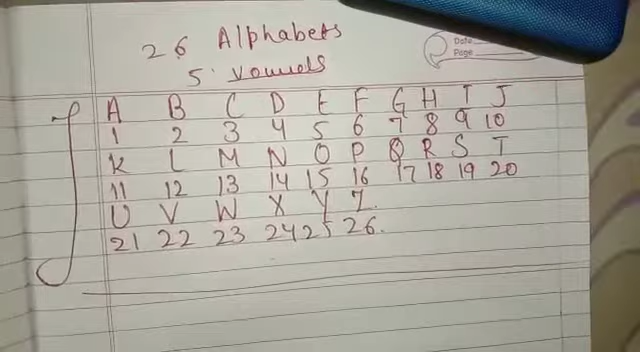 26 Alphabets
5 Vowels
Date
Page
A B C D E F G H I J
1 2 3 4 5 6 7 8 9 10
K L M N O P Q R S T
11 12 13 14 15 16 17 18 19 20
U V W X Y Z.
21 22 23 24 25 26.